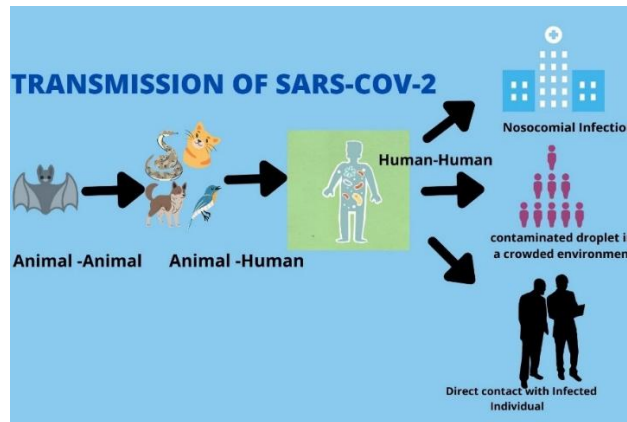 TRANSMISSION OF SARS-COV-2
Nosocomial Infectio
Human-Human
contaminated droplet i
a crowded environmen
Animal -Animal
Animal -Human
Direct contact with Infected
Individual